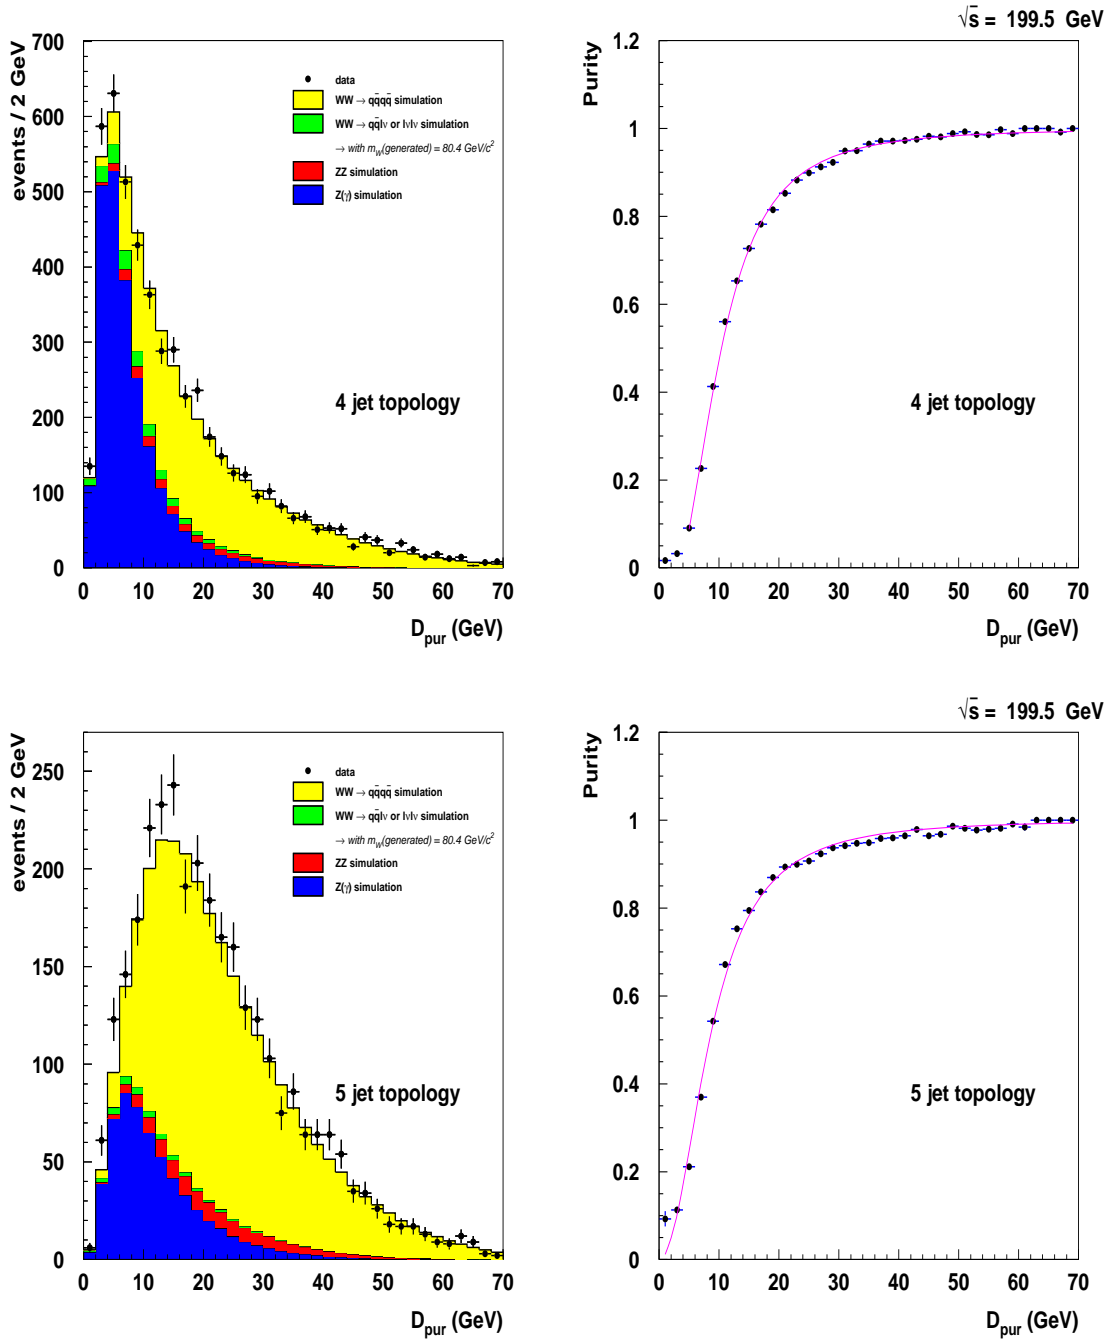 √s̅ = 199.5 GeV
events / 2 GeV
700
600
500
400
300
200
100
0
data
WW → qq̅qq̅ simulation
WW → qq̅lν or lνlν simulation
→ with m_W(generated) = 80.4 GeV/c²
ZZ simulation
Z(γ) simulation
4 jet topology
0 10 20 30 40 50 60 70
D_pur (GeV)
Purity
1.2
1
0.8
0.6
0.4
0.2
0
4 jet topology
0 10 20 30 40 50 60 70
D_pur (GeV)
√s̅ = 199.5 GeV
events / 2 GeV
250
200
150
100
50
0
data
WW → qq̅qq̅ simulation
WW → qq̅lν or lνlν simulation
→ with m_W(generated) = 80.4 GeV/c²
ZZ simulation
Z(γ) simulation
5 jet topology
0 10 20 30 40 50 60 70
D_pur (GeV)
Purity
1.2
1
0.8
0.6
0.4
0.2
0
5 jet topology
0 10 20 30 40 50 60 70
D_pur (GeV)